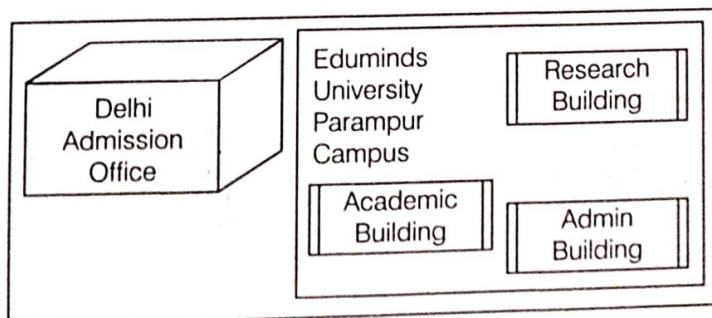 Delhi
Admission
Office
Eduminds
University
Parampur
Campus
Research
Building
Academic
Building
Admin
Building